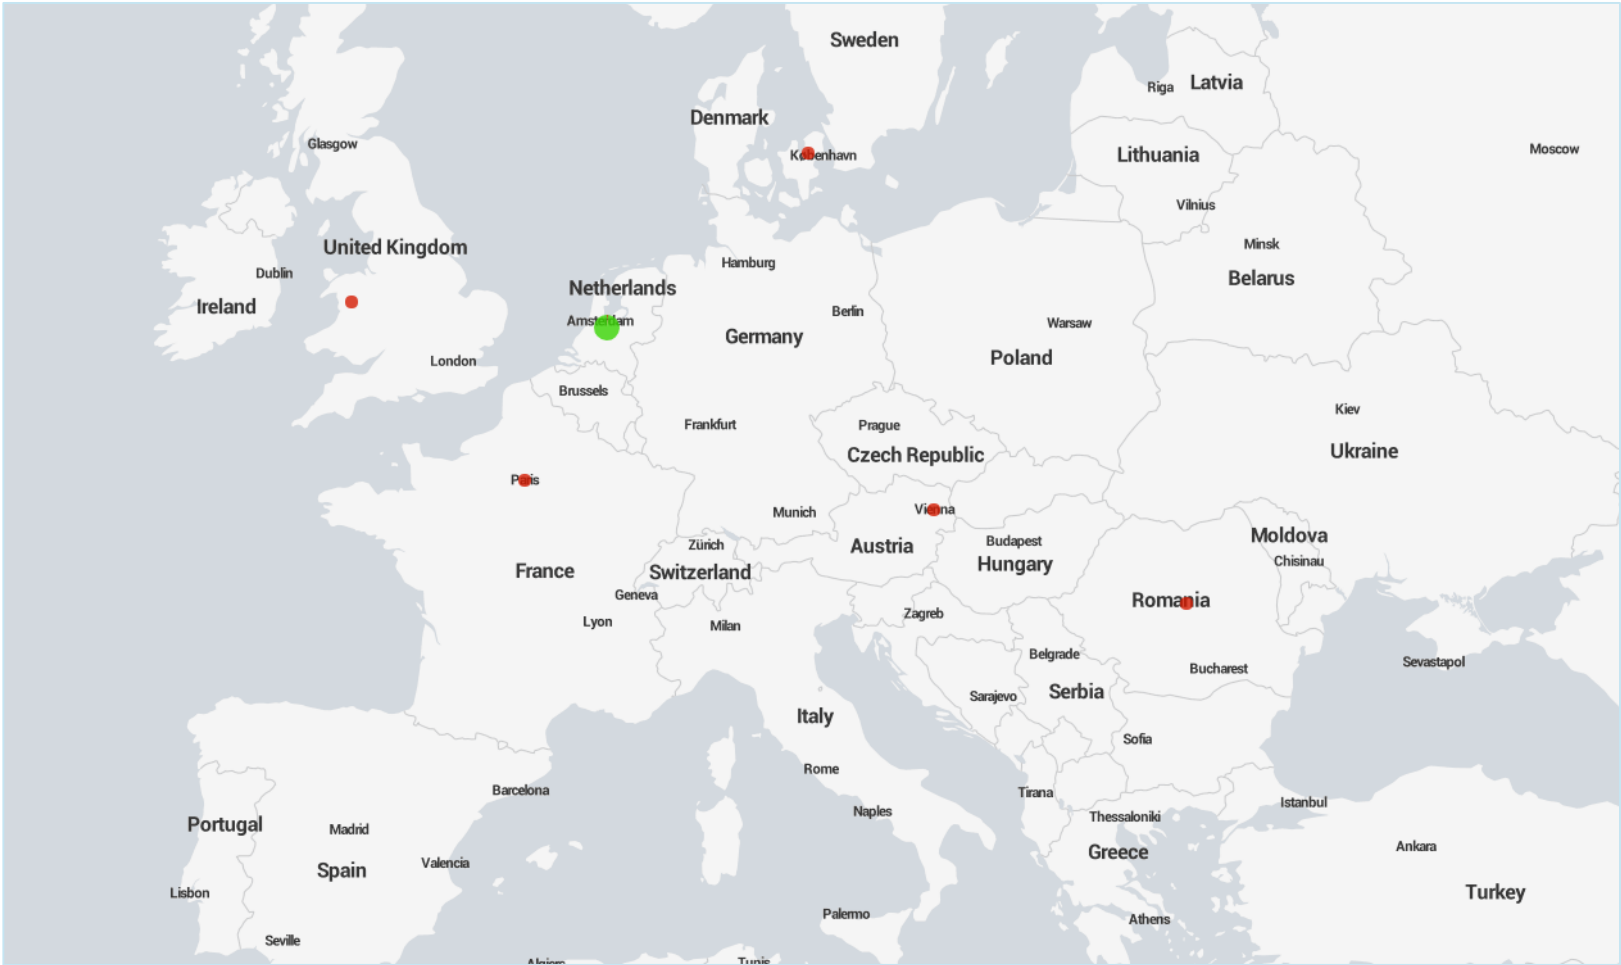 Sweden
Riga
Latvia
Denmark
Glasgow
Moscow
København
Lithuania
Vilnius
United Kingdom
Minsk
Hamburg
Dublin
Belarus
Netherlands
Ireland
Berlin
Amsterdam
Warsaw
Germany
Poland
London
Brussels
Kiev
Frankfurt
Prague
Czech Republic
Ukraine
Paris
Vienna
Munich
Moldova
Budapest
Zürich
Austria
Chisinau
Hungary
France
Switzerland
Geneva
Romania
Zagreb
Lyon
Milan
Belgrade
Sevastapol
Bucharest
Serbia
Sarajevo
Italy
Sofia
Rome
Barcelona
Tirana
Istanbul
Naples
Thessaloniki
Portugal
Madrid
Ankara
Greece
Valencia
Spain
Lisbon
Turkey
Palermo
Athens
Seville
Algiers
Tunis